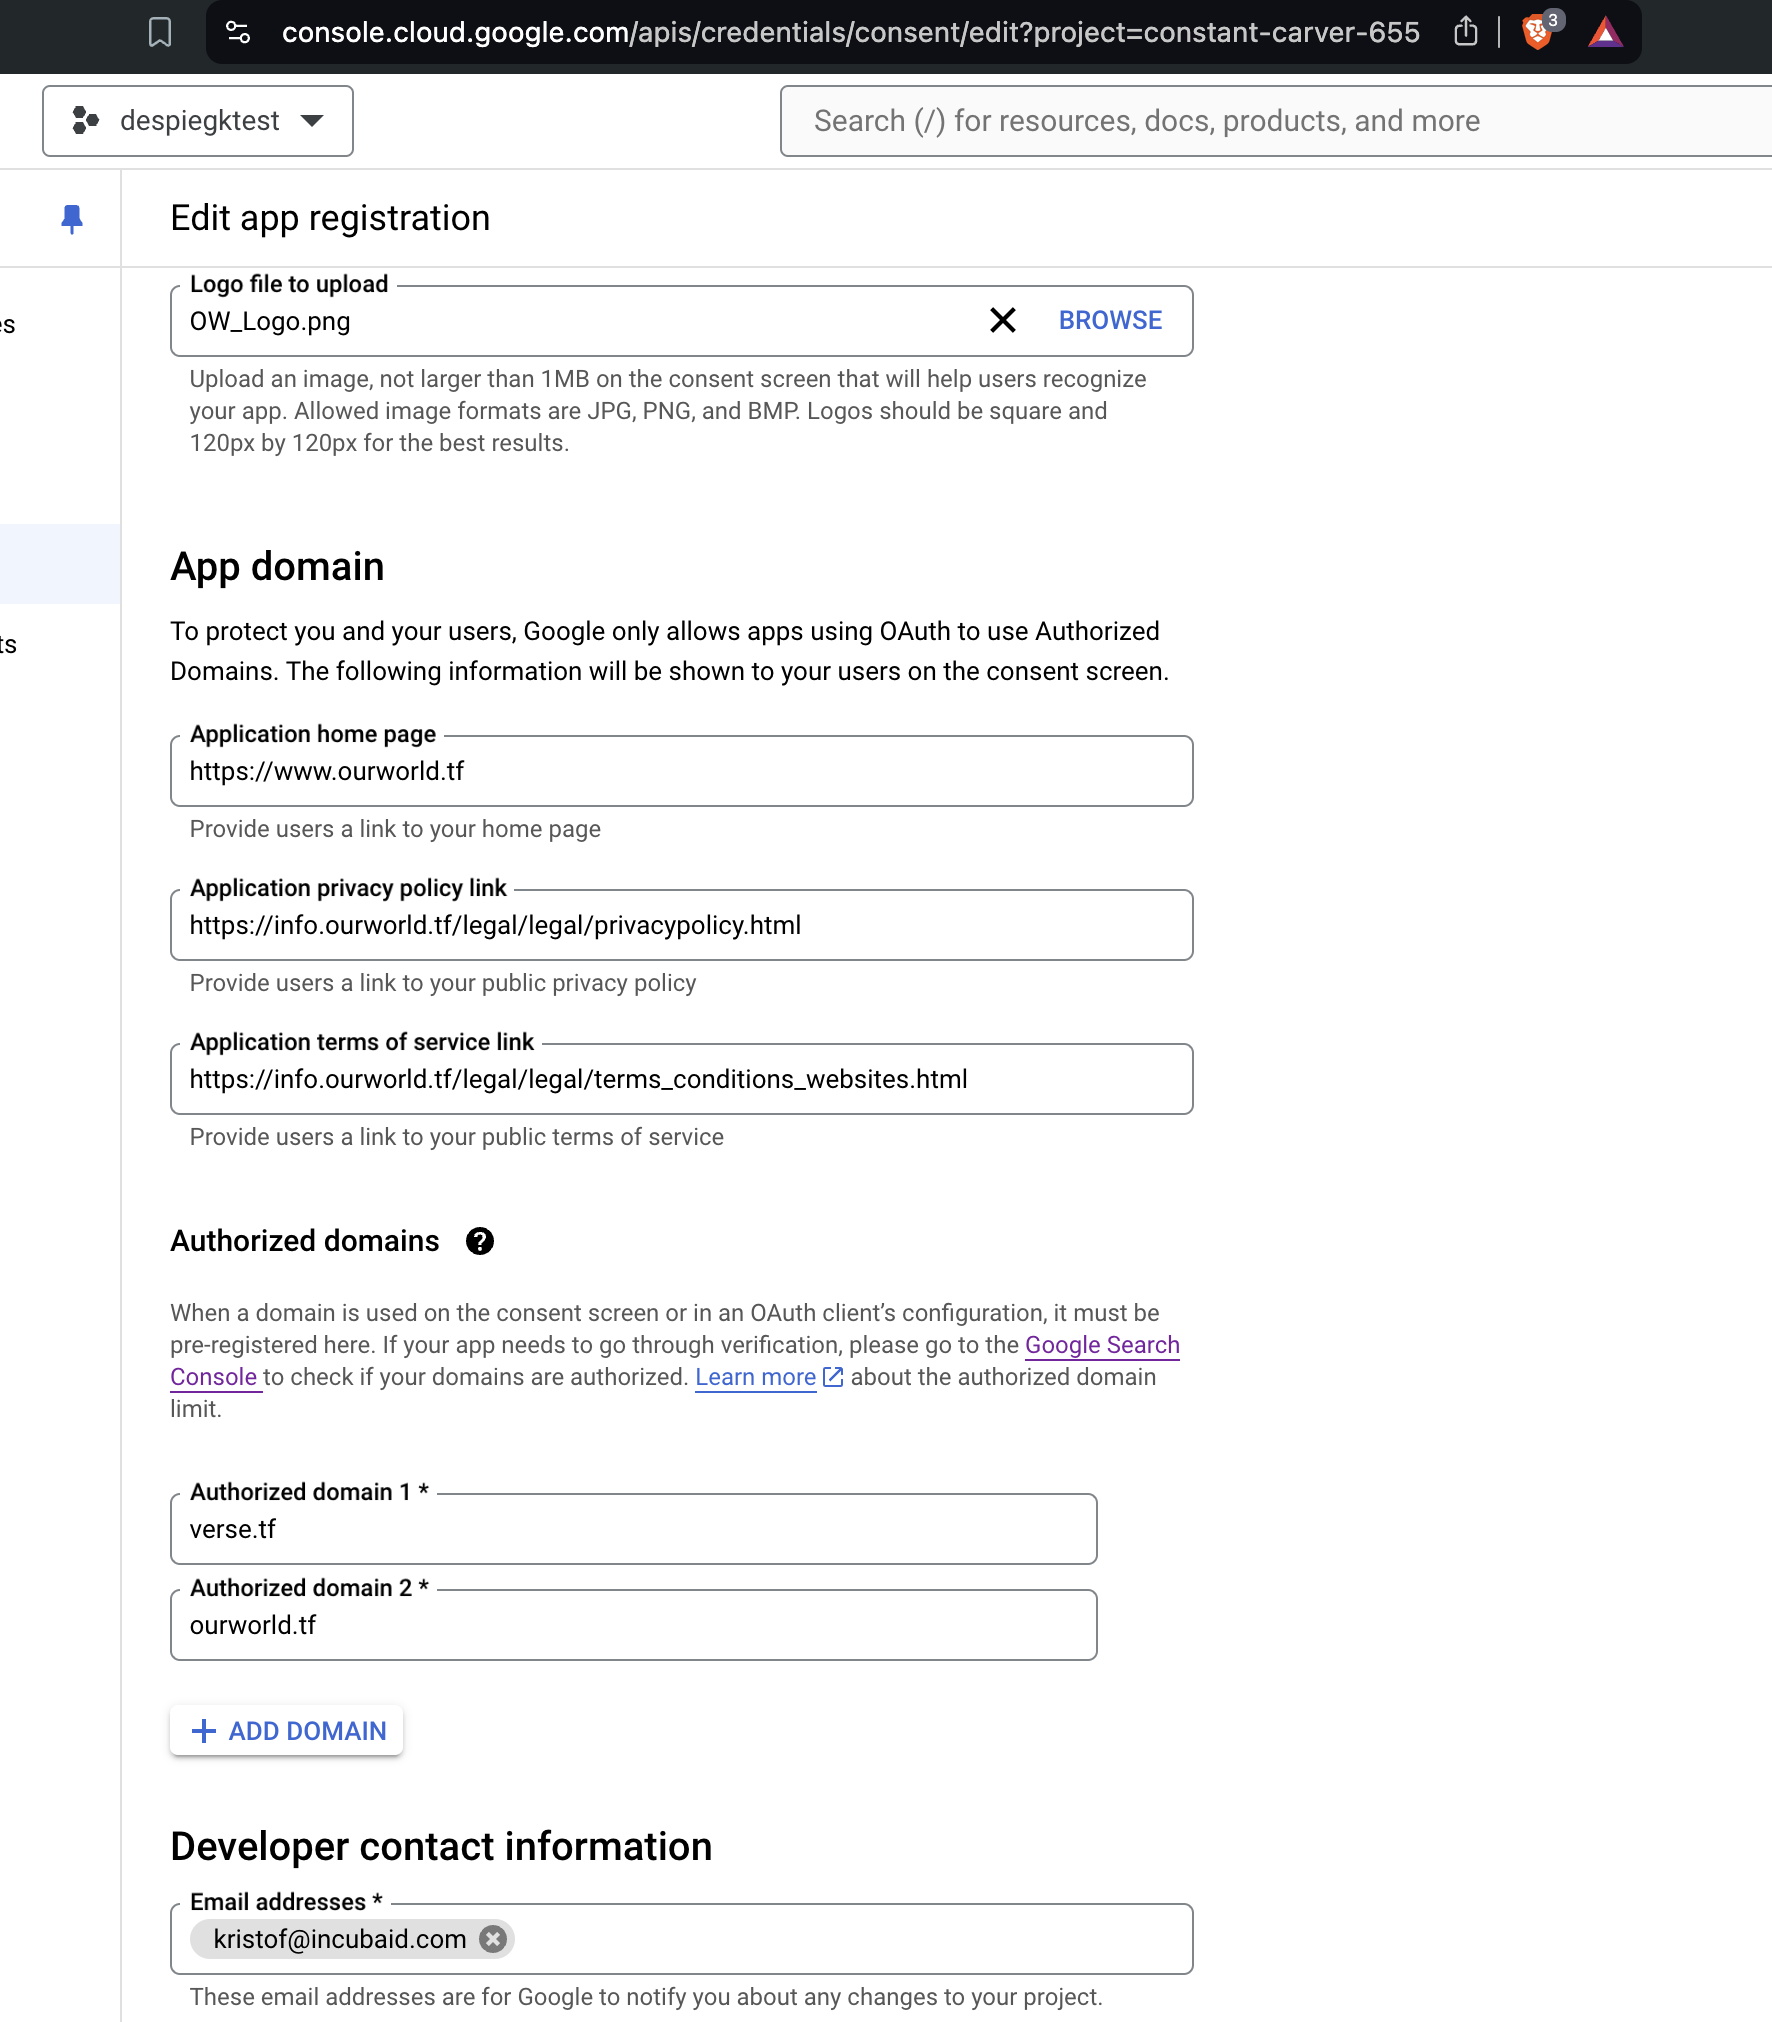 console.cloud.google.com/apis/credentials/consent/edit?project=constant-carver-655
3
despiegktest
Search (/) for resources, docs, products, and more
Edit app registration
es
ts
Logo file to upload
OW_Logo.png
BROWSE
Upload an image, not larger than 1MB on the consent screen that will help users recognize
your app. Allowed image formats are JPG, PNG, and BMP. Logos should be square and
120px by 120px for the best results.
App domain
To protect you and your users, Google only allows apps using OAuth to use Authorized
Domains. The following information will be shown to your users on the consent screen.
Application home page
https://www.ourworld.tf
Provide users a link to your home page
Application privacy policy link
https://info.ourworld.tf/legal/legal/privacypolicy.html
Provide users a link to your public privacy policy
Application terms of service link
https://info.ourworld.tf/legal/legal/terms_conditions_websites.html
Provide users a link to your public terms of service
Authorized domains ?
When a domain is used on the consent screen or in an OAuth client’s configuration, it must be
pre-registered here. If your app needs to go through verification, please go to the Google Search
Console to check if your domains are authorized. Learn more about the authorized domain
limit.
Authorized domain 1 *
verse.tf
Authorized domain 2 *
ourworld.tf
+ ADD DOMAIN
Developer contact information
Email addresses *
kristof@incubaid.com
These email addresses are for Google to notify you about any changes to your project.